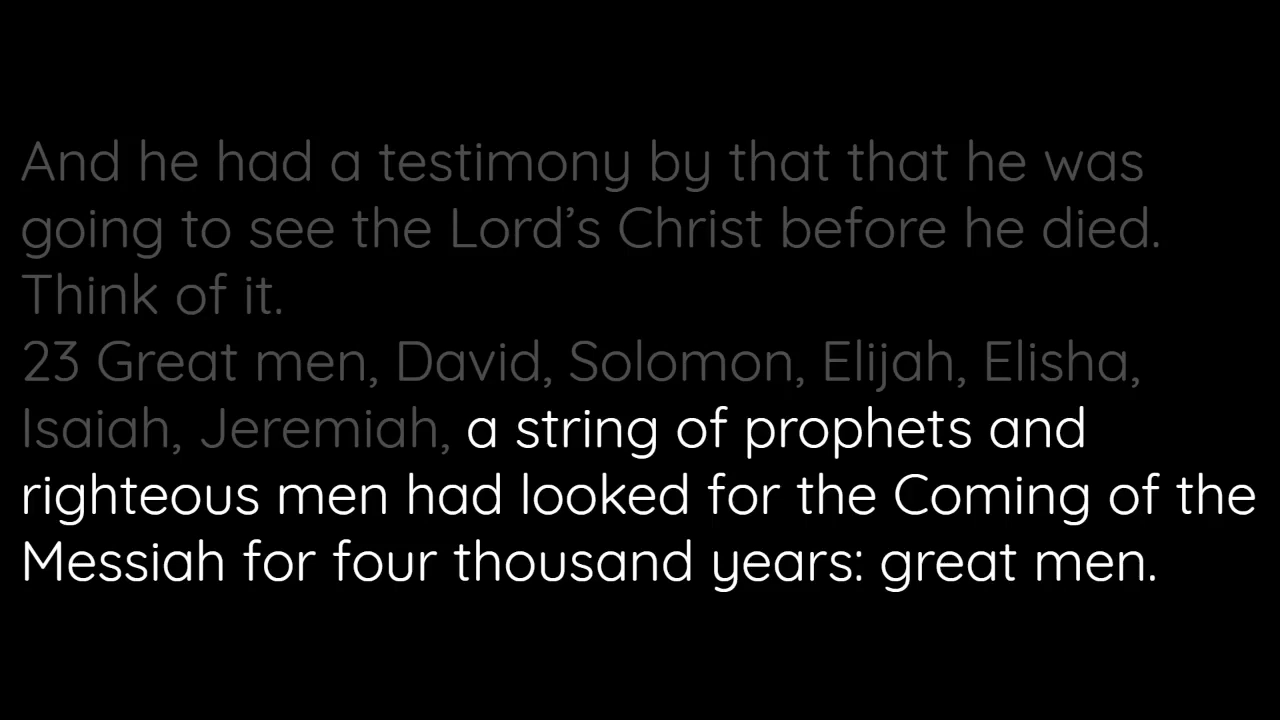 And he had a testimony by that that he was
going to see the Lord’s Christ before he died.
Think of it.
23 Great men, David, Solomon, Elijah, Elisha,
Isaiah, Jeremiah, a string of prophets and
righteous men had looked for the Coming of the
Messiah for four thousand years: great men.